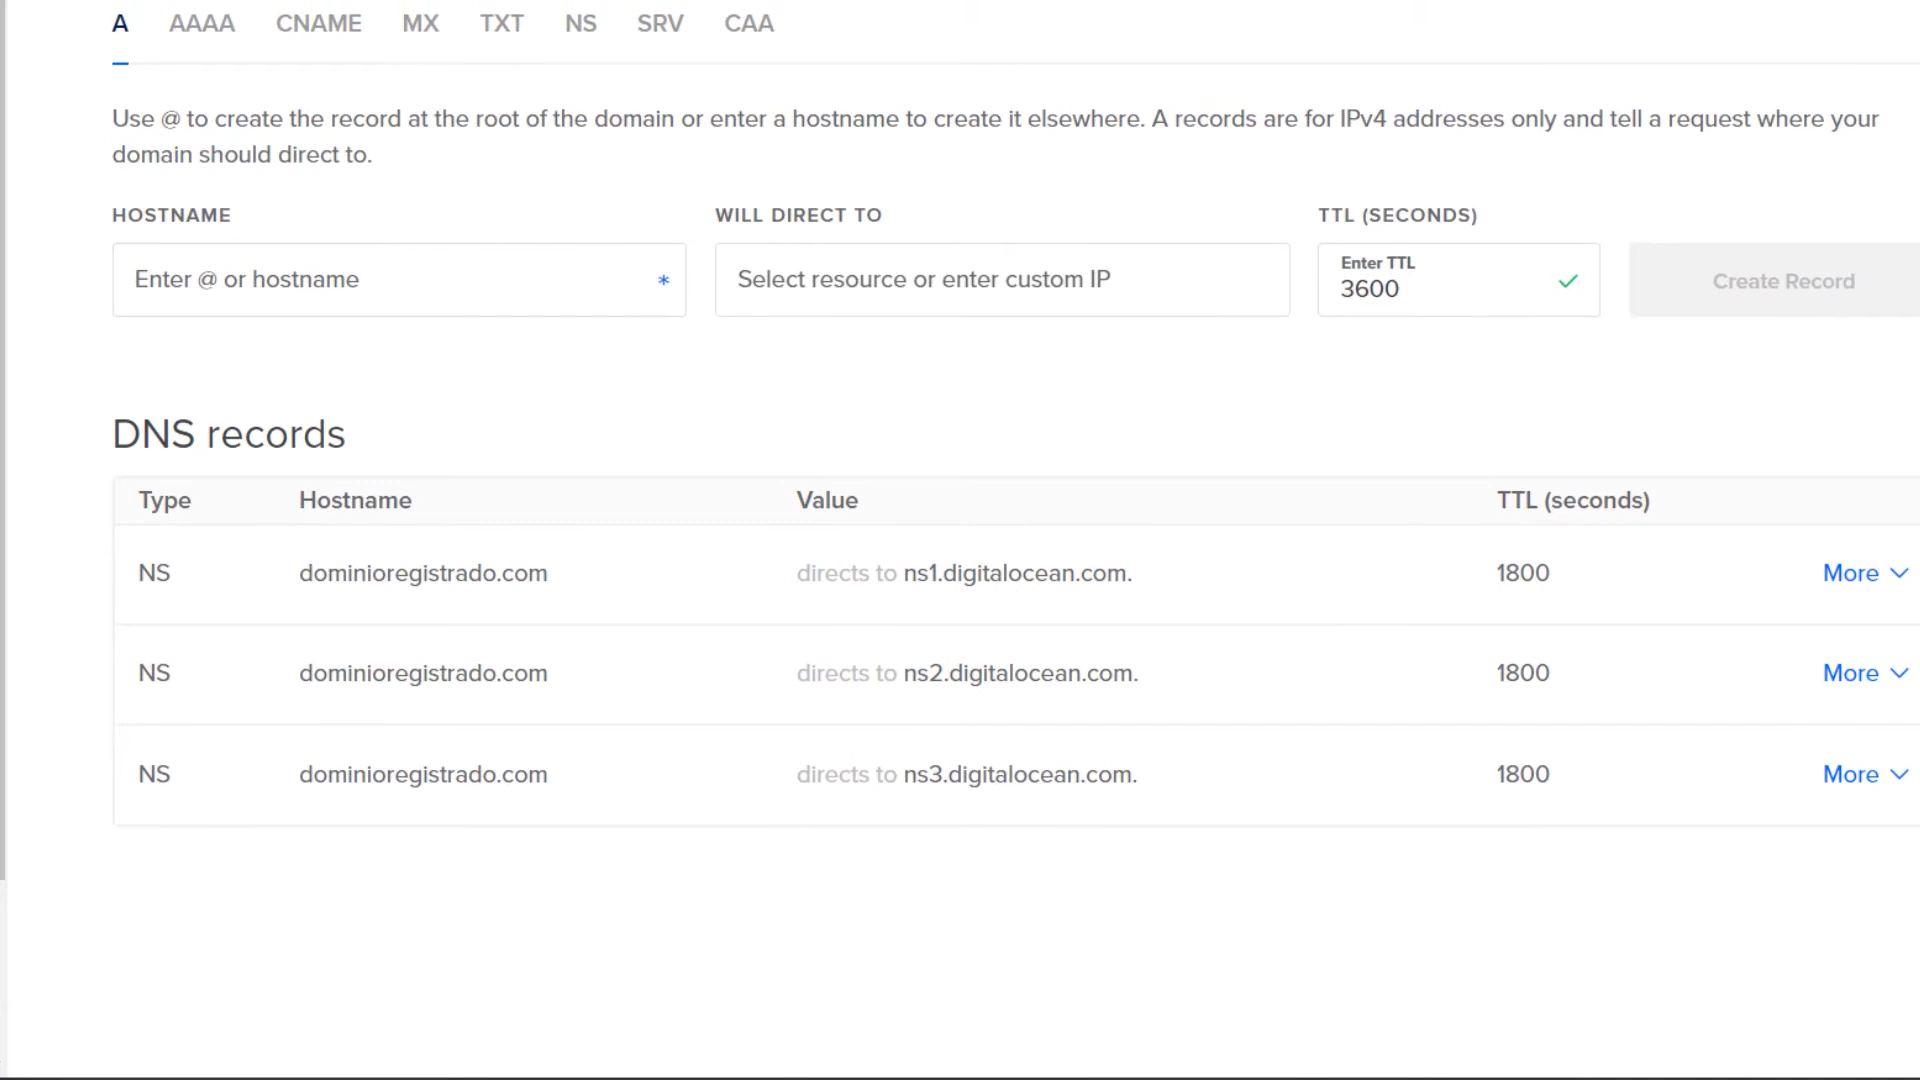 A AAAA CNAME MX TXT NS SRV CAA
Use @ to create the record at the root of the domain or enter a hostname to create it elsewhere. A records are for IPv4 addresses only and tell a request where your
domain should direct to.
HOSTNAME WILL DIRECT TO TTL (SECONDS)
Enter @ or hostname * Select resource or enter custom IP Enter TTL
3600 Create Record
DNS records
Type Hostname Value TTL (seconds)
NS dominioregistrado.com directs to ns1.digitalocean.com. 1800 More
NS dominioregistrado.com directs to ns2.digitalocean.com. 1800 More
NS dominioregistrado.com directs to ns3.digitalocean.com. 1800 More